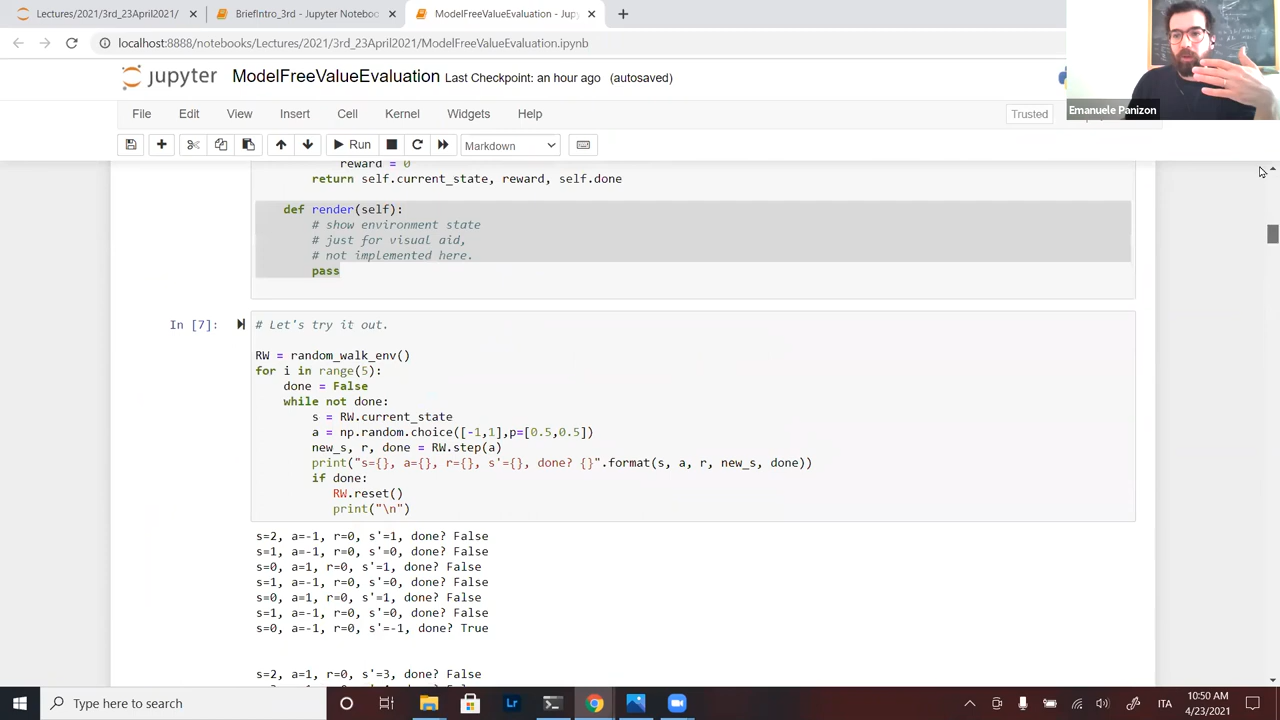 Lectures/2021/3rd_23April2021/
BriefIntro_3rd - Jupyter Noteboo
ModelFreeValueEvaluation - Jup
localhost:8888/notebooks/Lectures/2021/3rd_23April2021/ModelFreeValueEvaluation.ipynb
jupyter ModelFreeValueEvaluation Last Checkpoint: an hour ago (autosaved)
Emanuele Panizon
File Edit View Insert Cell Kernel Widgets Help Trusted
Run Markdown
reward = 0
return self.current_state, reward, self.done
def render(self):
# show environment state
# just for visual aid,
# not implemented here.
pass
In [7]: # Let's try it out.
RW = random_walk_env()
for i in range(5):
done = False
while not done:
s = RW.current_state
a = np.random.choice([-1,1],p=[0.5,0.5])
new_s, r, done = RW.step(a)
print("s={}, a={}, r={}, s'={}, done? {}".format(s, a, r, new_s, done))
if done:
RW.reset()
print("\n")
s=2, a=-1, r=0, s'=1, done? False
s=1, a=-1, r=0, s'=0, done? False
s=0, a=1, r=0, s'=1, done? False
s=1, a=-1, r=0, s'=0, done? False
s=0, a=1, r=0, s'=1, done? False
s=1, a=-1, r=0, s'=0, done? False
s=0, a=-1, r=0, s'=-1, done? True
s=2, a=1, r=0, s'=3, done? False
Type here to search
ITA
10:50 AM
4/23/2021